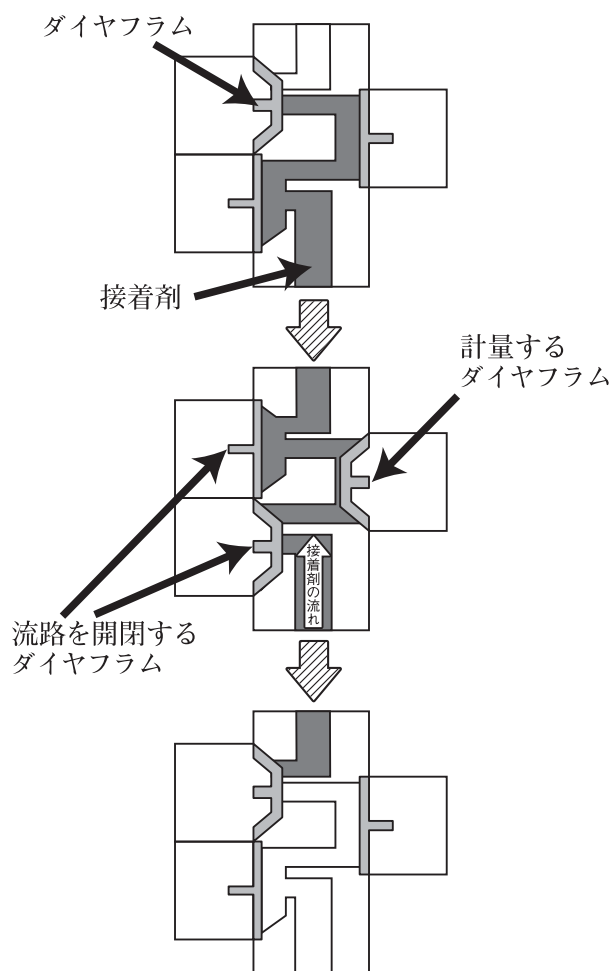 ダイヤフラム
接着剤
計量する
ダイヤフラム
接着剤の流れ
流路を開閉する
ダイヤフラム